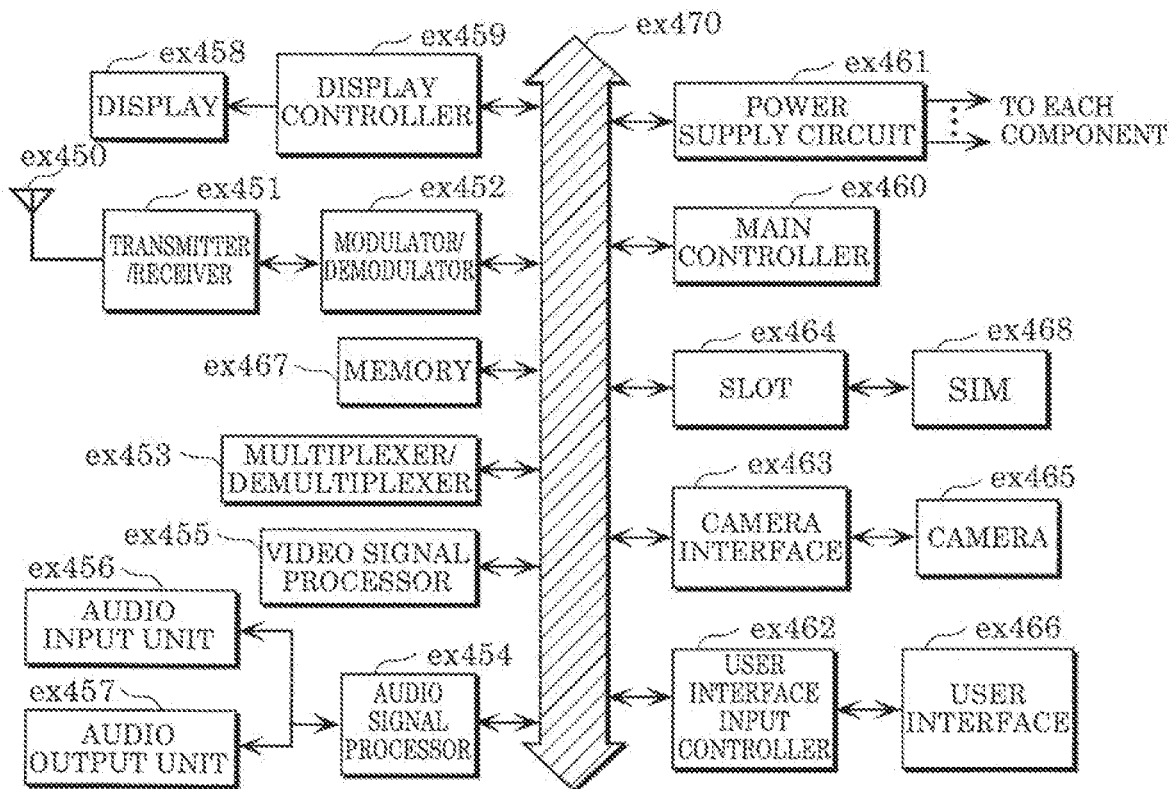 ex470
ex459
ex458
ex461
DISPLAY
DISPLAY
CONTROLLER
POWER
SUPPLY CIRCUIT
TO EACH
COMPONENT
ex450
ex451
ex452
ex460
TRANSMITTER
/RECEIVER
MODULATOR/
DEMODULATOR
MAIN
CONTROLLER
ex467
MEMORY
ex464
ex468
SLOT
SIM
ex453
MULTIPLEXER/
DEMULTIPLEXER
ex463
ex465
CAMERA
INTERFACE
CAMERA
ex455
VIDEO SIGNAL
PROCESSOR
ex456
AUDIO
INPUT UNIT
ex454
ex462
ex466
ex457
AUDIO
OUTPUT UNIT
AUDIO
SIGNAL
PROCESSOR
USER
INTERFACE
INPUT
CONTROLLER
USER
INTERFACE